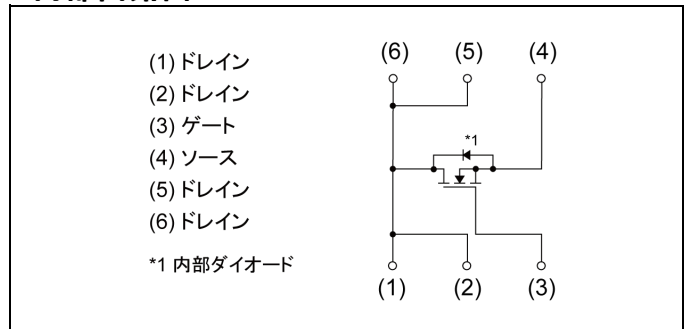 (1) ドレイン
(2) ドレイン
(3) ゲート
(4) ソース
(5) ドレイン
(6) ドレイン
*1 内部ダイオード
(6) (5) (4)
*1
(1) (2) (3)